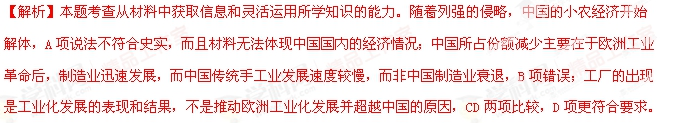 【解析】本题考查从材料中获取信息和灵活运用所学知识的能力。随着列强的侵略，中国的小农经济开始
解体，A 项说法不符合史实，而且材料无法体现中国国内的经济情况；中国所占份额减少主要在于欧洲工业
革命后，制造业迅速发展，而中国传统手工业发展速度较慢，而非中国制造业衰退，B 项错误；工厂的出现
是工业化发展的表现和结果，不是推动欧洲工业化发展并超越中国的原因，CD 两项比较，D 项更符合要求。